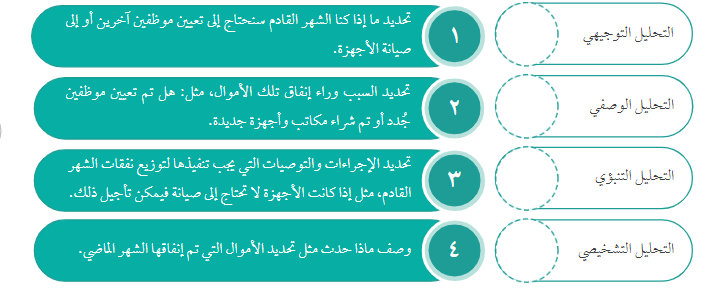 التحليل التوجيهي
١
تحديد ما إذا كنا الشهر القادم سنحتاج إلى تعيين موظفين آخرين أو إلى
صيانة الأجهزة.
التحليل الوصفي
٢
تحديد السبب وراء إنفاق تلك الأموال، مثل: هل تم تعيين موظفين
جُدد أو تم شراء مكاتب وأجهزة جديدة.
التحليل التنبؤي
٣
تحديد الإجراءات والتوصيات التي يجب تنفيذها لتوزيع نفقات الشهر
القادم، مثل إذا كانت الأجهزة لا تحتاج إلى صيانة فيمكن تأجيل ذلك.
التحليل التشخيصي
٤
وصف ماذا حدث مثل تحديد الأموال التي تم إنفاقها الشهر الماضي.